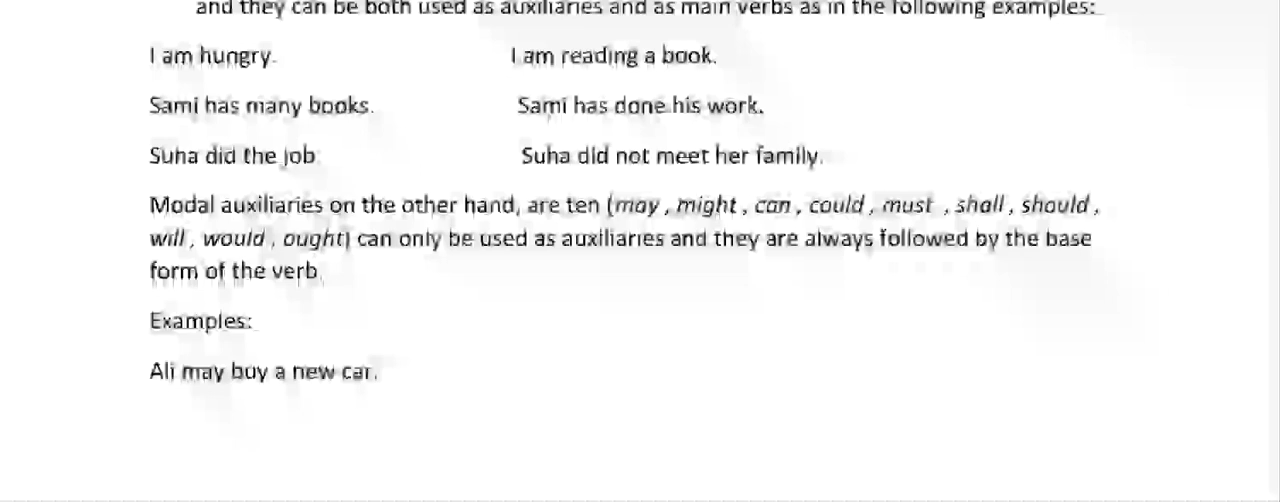 and they can be both used as auxiliaries and as main verbs as in the following examples:
I am hungry. I am reading a book.
Sami has many books. Sami has done his work.
Suha did the job. Suha did not meet her family.
Modal auxiliaries on the other hand, are ten (may , might , can , could , must , shall , should ,
will , would , ought) can only be used as auxiliaries and they are always followed by the base
form of the verb.
Examples:
Ali may buy a new car.